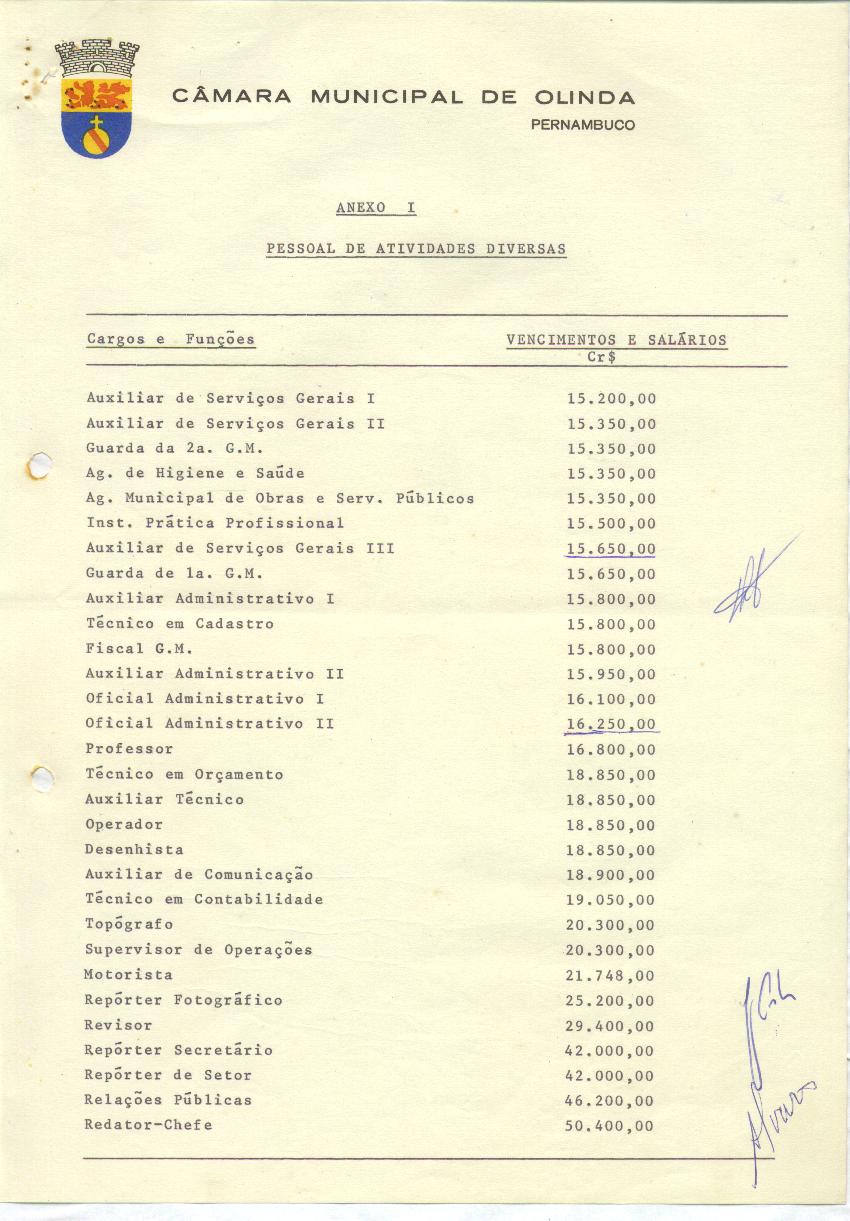 CÂMARA MUNICIPAL DE OLINDA
PERNAMBUCO
ANEXO I
PESSOAL DE ATIVIDADES DIVERSAS
Cargos e Funções VENCIMENTOS E SALÁRIOS
Cr$
Auxiliar de Serviços Gerais I 15.200,00
Auxiliar de Serviços Gerais II 15.350,00
Guarda da 2a. G.M. 15.350,00
Ag. de Higiene e Saúde 15.350,00
Ag. Municipal de Obras e Serv. Públicos 15.350,00
Inst. Prática Profissional 15.500,00
Auxiliar de Serviços Gerais III 15.650,00
Guarda de 1a. G.M. 15.650,00
Auxiliar Administrativo I 15.800,00
Técnico em Cadastro 15.800,00
Fiscal G.M. 15.800,00
Auxiliar Administrativo II 15.950,00
Oficial Administrativo I 16.100,00
Oficial Administrativo II 16.250,00
Professor 16.800,00
Técnico em Orçamento 18.850,00
Auxiliar Técnico 18.850,00
Operador 18.850,00
Desenhista 18.850,00
Auxiliar de Comunicação 18.900,00
Técnico em Contabilidade 19.050,00
Topógrafo 20.300,00
Supervisor de Operações 20.300,00
Motorista 21.748,00
Repórter Fotográfico 25.200,00
Revisor 29.400,00
Repórter Secretário 42.000,00
Repórter de Setor 42.000,00
Relações Públicas 46.200,00
Redator-Chefe 50.400,00